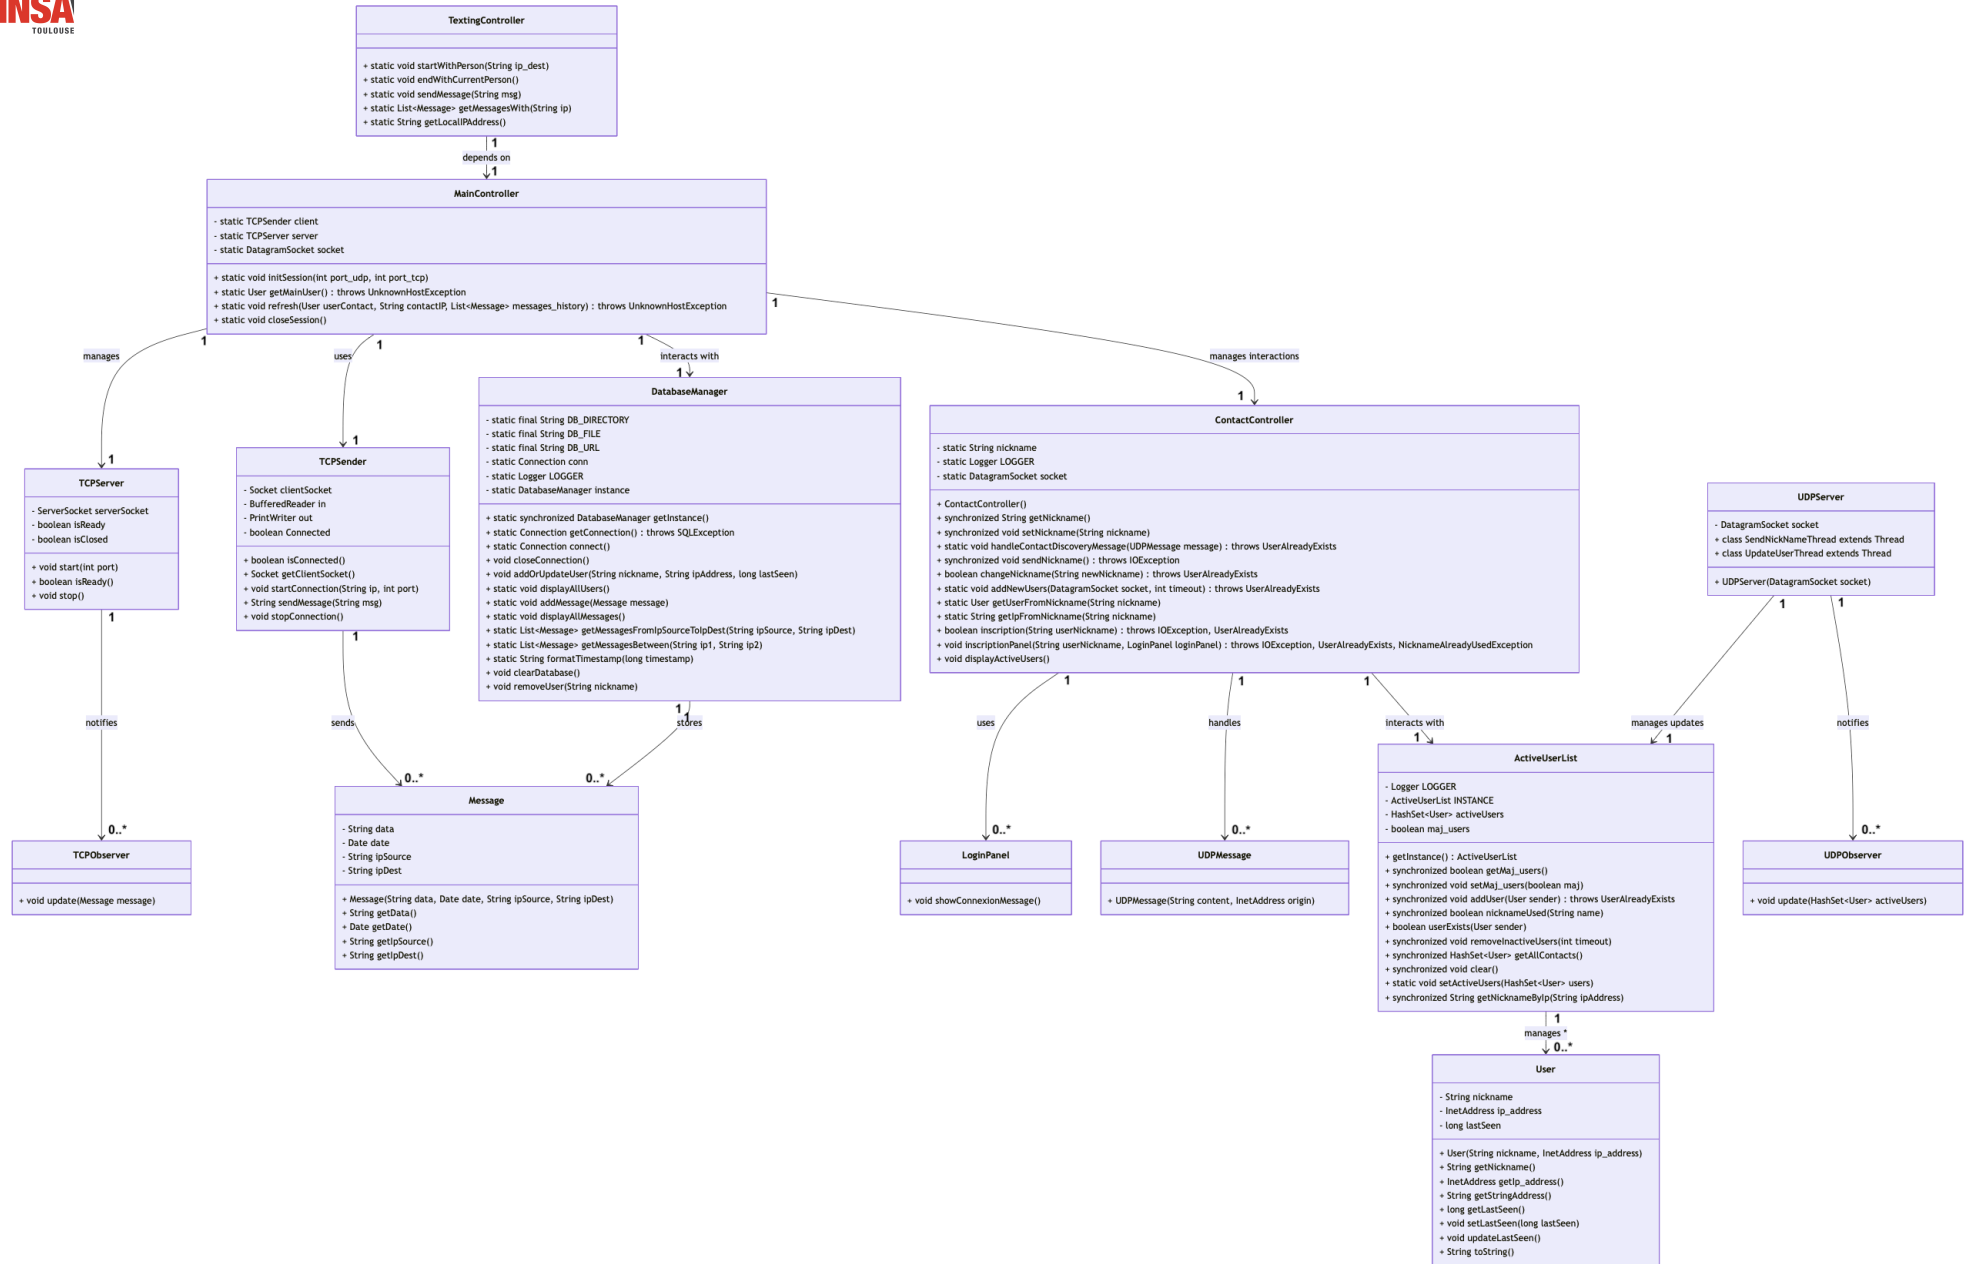 INSA
TOULOUSE
TextingController
+ static void startWithPerson(String ip_dest)
+ static void endWithCurrentPerson()
+ static void sendMessage(String msg)
+ static List<Message> getMessagesWith(String ip)
+ static String getLocalIPAddress()
1
depends on
1
MainController
- static TCPSender client
- static TCPServer server
- static DatagramSocket socket
+ static void initSession(int port_udp, int port_tcp)
+ static User getMainUser() : throws UnknownHostException
+ static void refresh(User userContact, String contactIP, List<Message> messages_history) : throws UnknownHostException
+ static void closeSession()
1
manages
1
1
uses
1
1
interacts with
1
1
manages interactions
1
TCPServer
- ServerSocket serverSocket
- boolean isReady
- boolean isClosed
+ void start(int port)
+ boolean isReady()
+ void stop()
1
notifies
0..*
TCPSender
- Socket clientSocket
- BufferedReader in
- PrintWriter out
- boolean Connected
+ boolean isConnected()
+ Socket getClientSocket()
+ void startConnection(String ip, int port)
+ String sendMessage(String msg)
+ void stopConnection()
1
sends
0..*
DatabaseManager
- static final String DB_DIRECTORY
- static final String DB_FILE
- static final String DB_URL
- static Connection conn
- static Logger LOGGER
- static DatabaseManager instance
+ static synchronized DatabaseManager getInstance()
+ static Connection getConnection() : throws SQLException
+ static Connection connect()
+ void closeConnection()
+ void addOrUpdateUser(String nickname, String ipAddress, long lastSeen)
+ static void displayAllUsers()
+ static void addMessage(Message message)
+ static void displayAllMessages()
+ static List<Message> getMessagesFromIpSourceToIpDest(String ipSource, String ipDest)
+ static List<Message> getMessagesBetween(String ip1, String ip2)
+ static String formatTimestamp(long timestamp)
+ void clearDatabase()
+ void removeUser(String nickname)
1
1
stores
0..*
ContactController
- static String nickname
- static Logger LOGGER
- static DatagramSocket socket
+ ContactController()
+ synchronized String getNickname()
+ synchronized void setNickname(String nickname)
+ static void handleContactDiscoveryMessage(UDPMessage message) : throws UserAlreadyExists
+ synchronized void sendNickname() : throws IOException
+ boolean changeNickname(String newNickname) : throws UserAlreadyExists
+ static void addNewUsers(DatagramSocket socket, int timeout) : throws UserAlreadyExists
+ static User getUserFromNickname(String nickname)
+ static String getIpFromNickname(String nickname)
+ boolean inscription(String userNickname) : throws IOException, UserAlreadyExists
+ void inscriptionPanel(String userNickname, LoginPanel loginPanel) : throws IOException, UserAlreadyExists, NicknameAlreadyUsedException
+ void displayActiveUsers()
1
uses
0..*
1
handles
0..*
1
interacts with
1
UDPServer
- DatagramSocket socket
+ class SendNickNameThread extends Thread
+ class UpdateUserThread extends Thread
+ UDPServer(DatagramSocket socket)
1
manages updates
1
1
notifies
0..*
TCPObserver
+ void update(Message message)
Message
- String data
- Date date
- String ipSource
- String ipDest
+ Message(String data, Date date, String ipSource, String ipDest)
+ String getData()
+ Date getDate()
+ String getIpSource()
+ String getIpDest()
LoginPanel
+ void showConnexionMessage()
UDPMessage
+ UDPMessage(String content, InetAddress origin)
ActiveUserList
- Logger LOGGER
- ActiveUserList INSTANCE
- HashSet<User> activeUsers
- boolean maj_users
+ getInstance() : ActiveUserList
+ synchronized boolean getMaj_users()
+ synchronized void setMaj_users(boolean maj)
+ synchronized void addUser(User sender) : throws UserAlreadyExists
+ synchronized boolean nicknameUsed(String name)
+ boolean userExists(User sender)
+ synchronized void removeInactiveUsers(int timeout)
+ synchronized HashSet<User> getAllContacts()
+ synchronized void clear()
+ static void setActiveUsers(HashSet<User> users)
+ synchronized String getNicknameByIp(String ipAddress)
UDPObserver
+ void update(HashSet<User> activeUsers)
1
manages *
0..*
User
- String nickname
- InetAddress ip_address
- long lastSeen
+ User(String nickname, InetAddress ip_address)
+ String getNickname()
+ InetAddress getIp_address()
+ String getStringAddress()
+ long getLastSeen()
+ void setLastSeen(long lastSeen)
+ void updateLastSeen()
+ String toString()